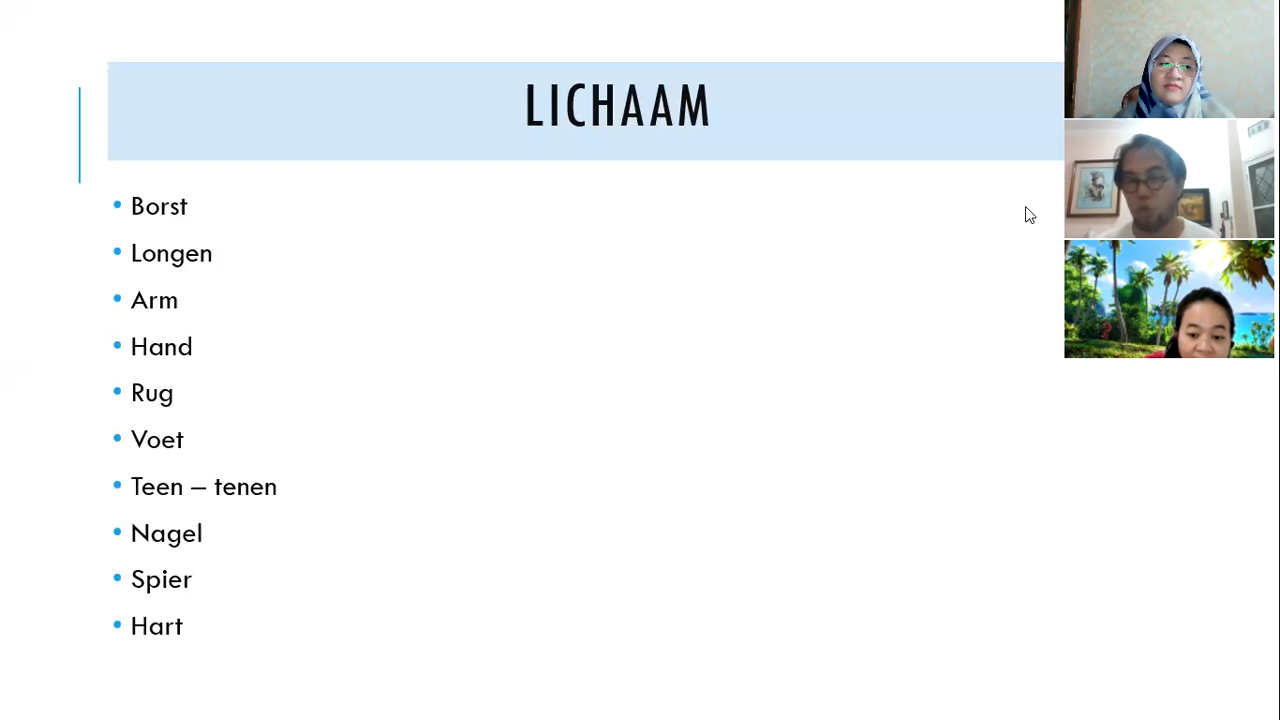 LICHAAM
• Borst
• Longen
• Arm
• Hand
• Rug
• Voet
• Teen – tenen
• Nagel
• Spier
• Hart